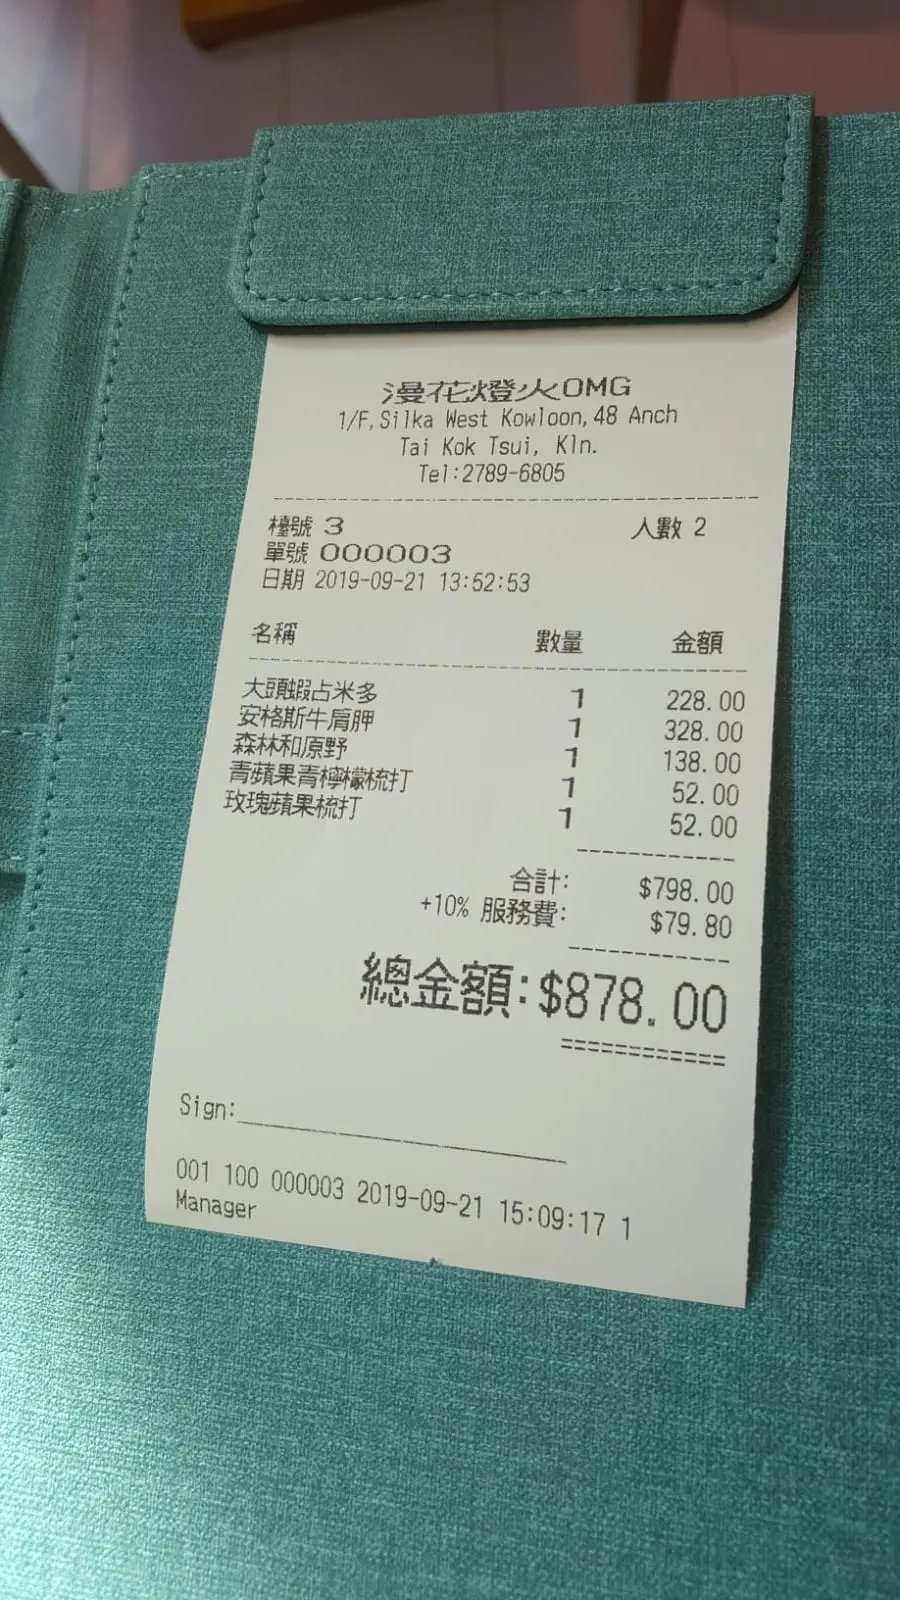 漫花燈火OMG
1/F,Silka West Kowloon,48 Anch
Tai Kok Tsui, Kln.
Tel:2789-6805
檯號 3 人數 2
單號 000003
日期 2019-09-21 13:52:53
名稱 數量 金額
大頭蝦占米多 1 228.00
安格斯牛肩胛 1 328.00
森林和原野 1 138.00
青蘋果青檸檬梳打 1 52.00
玫瑰蘋果梳打 1 52.00
合計: $798.00
+10% 服務費: $79.80
總金額:$878.00
Sign:
001 100 000003 2019-09-21 15:09:17 1
Manager